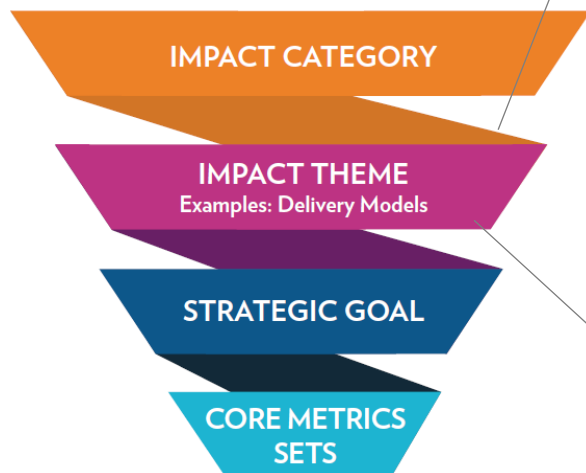 IMPACT CATEGORY
IMPACT THEME
Examples: Delivery Models
STRATEGIC GOAL
CORE METRICS
SETS